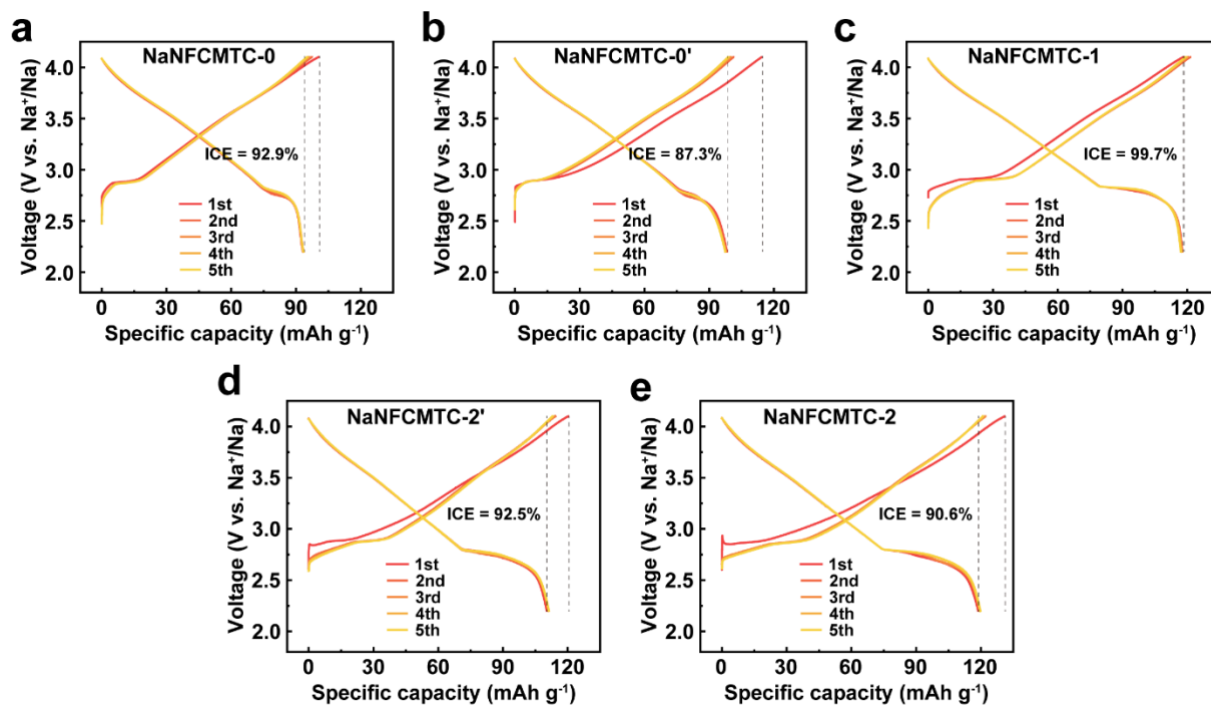 a
NaNFCMTC-0
4.0
3.5
3.0
2.5
2.0
Voltage (V vs. Na⁺/Na)
ICE = 92.9%
1st
2nd
3rd
4th
5th
0 30 60 90 120
Specific capacity (mAh g⁻¹)
b
NaNFCMTC-0'
4.0
3.5
3.0
2.5
2.0
Voltage (V vs. Na⁺/Na)
ICE = 87.3%
1st
2nd
3rd
4th
5th
0 30 60 90 120
Specific capacity (mAh g⁻¹)
c
NaNFCMTC-1
4.0
3.5
3.0
2.5
2.0
Voltage (V vs. Na⁺/Na)
ICE = 99.7%
1st
2nd
3rd
4th
5th
0 30 60 90 120
Specific capacity (mAh g⁻¹)
d
NaNFCMTC-2'
4.0
3.5
3.0
2.5
2.0
Voltage (V vs. Na⁺/Na)
ICE = 92.5%
1st
2nd
3rd
4th
5th
0 30 60 90 120
Specific capacity (mAh g⁻¹)
e
NaNFCMTC-2
4.0
3.5
3.0
2.5
2.0
Voltage (V vs. Na⁺/Na)
ICE = 90.6%
1st
2nd
3rd
4th
5th
0 30 60 90 120
Specific capacity (mAh g⁻¹)